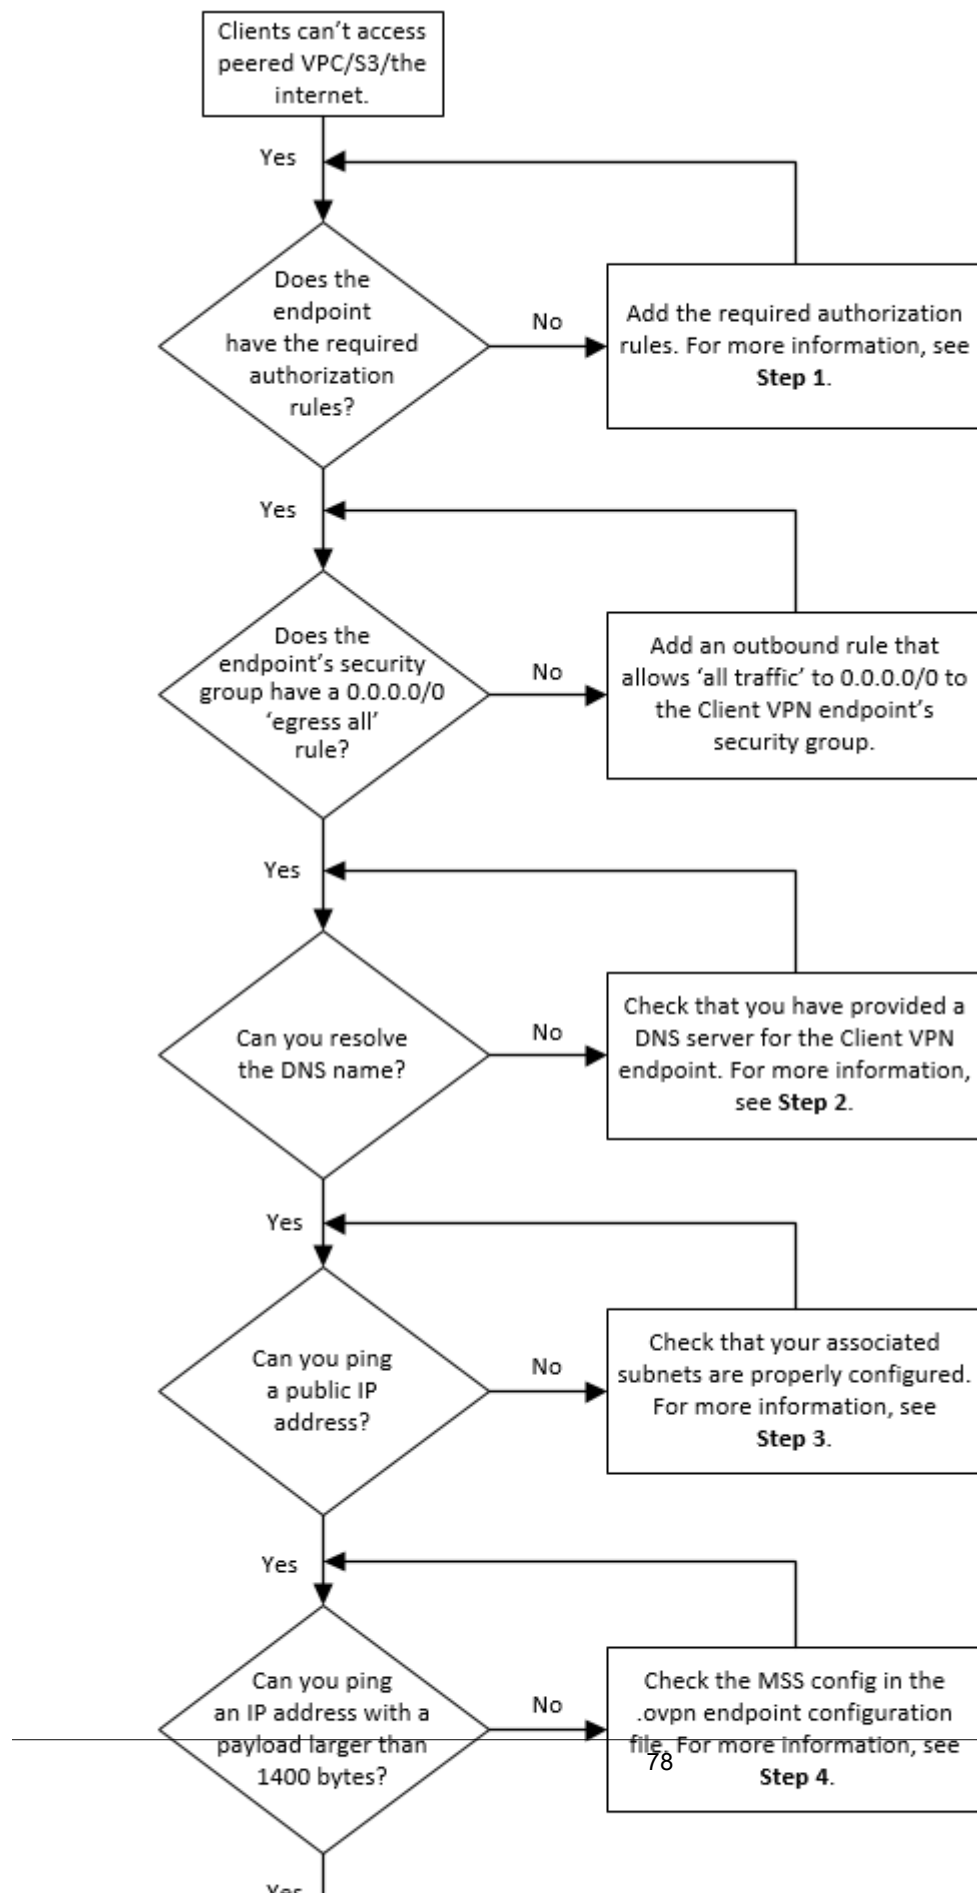 Clients can't access
peered VPC/S3/the
internet.
Yes
Does the
endpoint
have the required
authorization
rules?
No
Add the required authorization
rules. For more information, see
Step 1.
Yes
Does the
endpoint's security
group have a 0.0.0.0/0
'egress all'
rule?
No
Add an outbound rule that
allows 'all traffic' to 0.0.0.0/0 to
the Client VPN endpoint's
security group.
Yes
Can you resolve
the DNS name?
No
Check that you have provided a
DNS server for the Client VPN
endpoint. For more information,
see Step 2.
Yes
Can you ping
a public IP
address?
No
Check that your associated
subnets are properly configured.
For more information, see
Step 3.
Yes
Can you ping
an IP address with a
payload larger than
1400 bytes?
No
Check the MSS config in the
.ovpn endpoint configuration
file. For more information, see
Step 4.
78
Yes